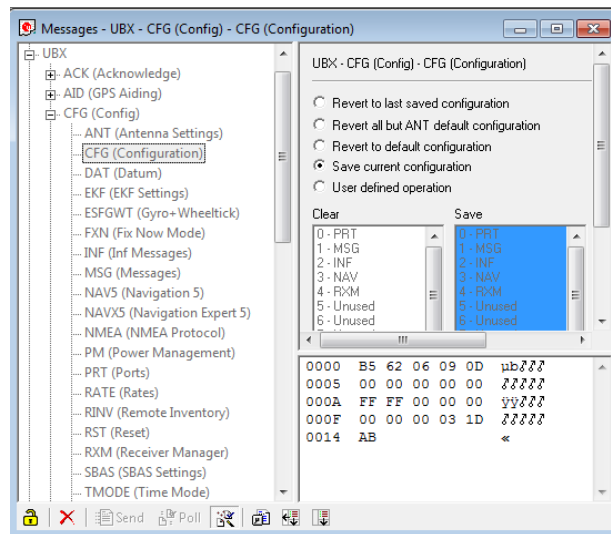 Messages - UBX - CFG (Config) - CFG (Configuration)
UBX
ACK (Acknowledge)
AID (GPS Aiding)
CFG (Config)
ANT (Antenna Settings)
CFG (Configuration)
DAT (Datum)
EKF (EKF Settings)
ESFGWT (Gyro+Wheeltick)
FXN (Fix Now Mode)
INF (Inf Messages)
MSG (Messages)
NAV5 (Navigation 5)
NAVX5 (Navigation Expert 5)
NMEA (NMEA Protocol)
PM (Power Management)
PRT (Ports)
RATE (Rates)
RINV (Remote Inventory)
RST (Reset)
RXM (Receiver Manager)
SBAS (SBAS Settings)
TMODE (Time Mode)
UBX - CFG (Config) - CFG (Configuration)
Revert to last saved configuration
Revert all but ANT default configuration
Revert to default configuration
Save current configuration
User defined operation
Clear
0 - PRT
1 - MSG
2 - INF
3 - NAV
4 - RXM
5 - Unused
6 - Unused
Save
0 - PRT
1 - MSG
2 - INF
3 - NAV
4 - RXM
5 - Unused
6 - Unused
0000 B5 62 06 09 0D µb
0005 00 00 00 00 00
000A FF FF 00 00 00 ÿÿ
000F 00 00 00 03 1D
0014 AB «
Send Poll